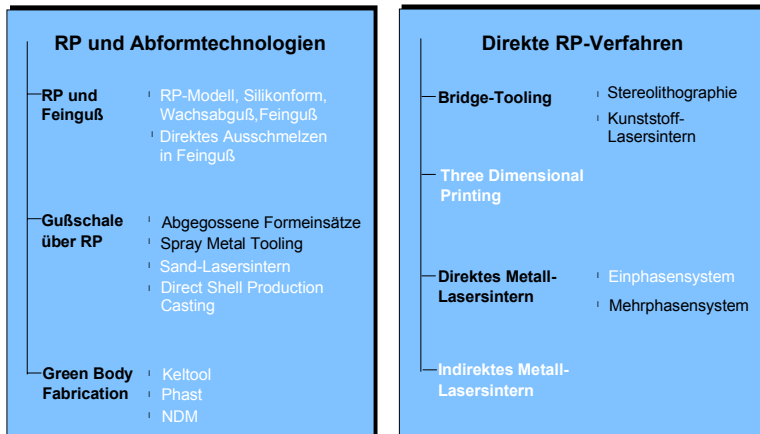 RP und Abformtechnologien
RP und
Feinguß
RP-Modell, Silikonform,
Wachsabguß,Feinguß
Direktes Ausschmelzen
in Feinguß
Gußschale
über RP
Abgegossene Formeinsätze
Spray Metal Tooling
Sand-Lasersintern
Direct Shell Production
Casting
Green Body
Fabrication
Keltool
Phast
NDM
Direkte RP-Verfahren
Bridge-Tooling
Stereolithographie
Kunststoff-
Lasersintern
Three Dimensional
Printing
Direktes Metall-
Lasersintern
Einphasensystem
Mehrphasensystem
Indirektes Metall-
Lasersintern